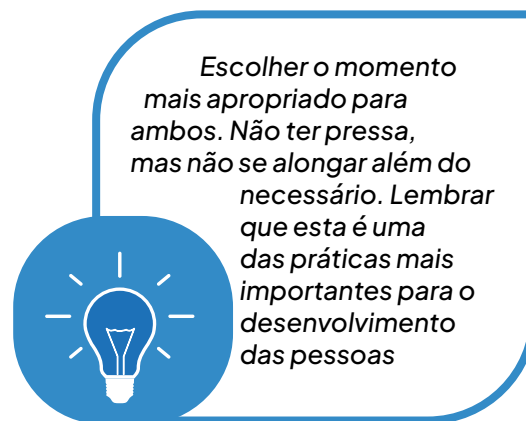 Escolher o momento
mais apropriado para
ambos. Não ter pressa,
mas não se alongar além do
necessário. Lembrar
que esta é uma
das práticas mais
importantes para o
desenvolvimento
das pessoas